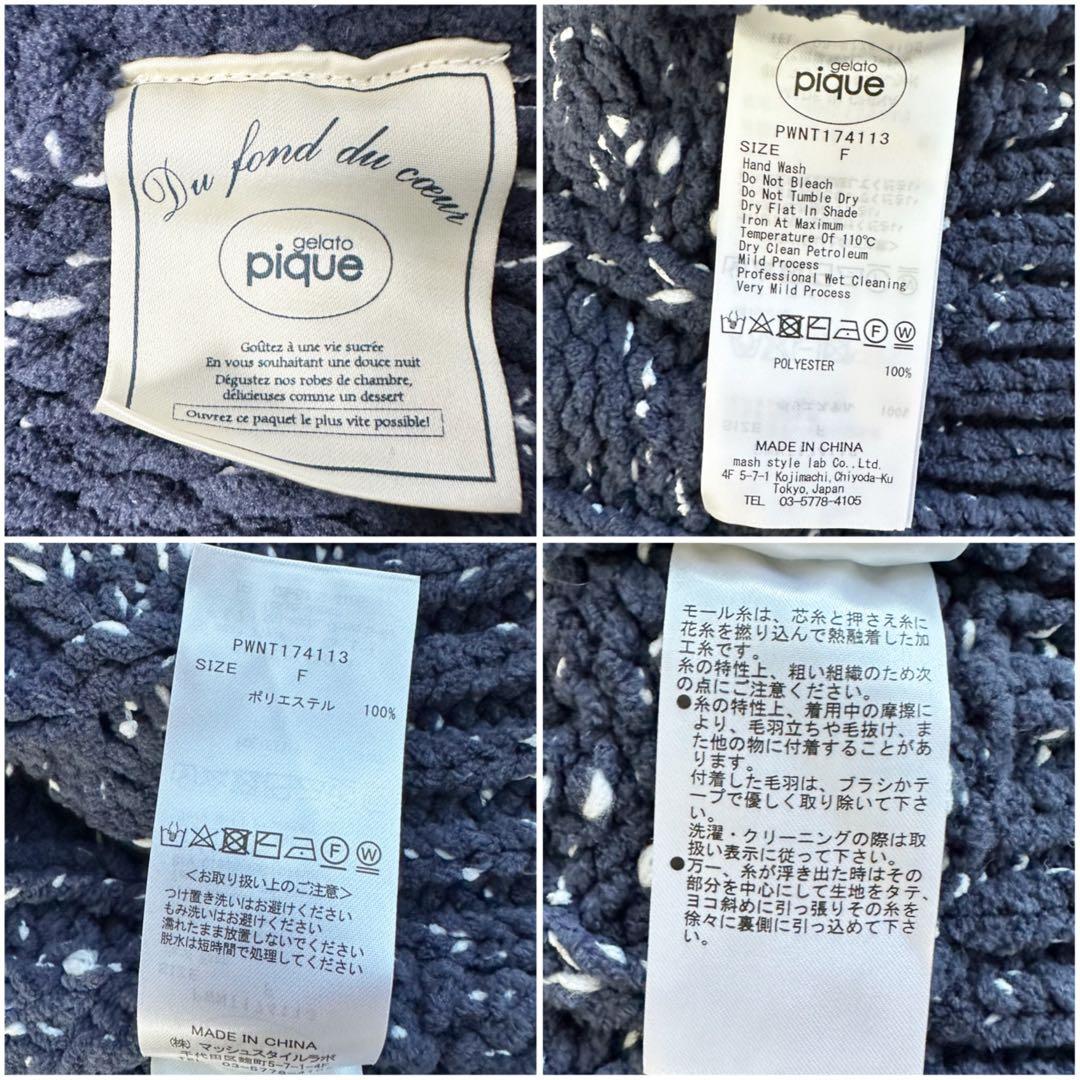 Du fond du cœur
gelato
pique
Goûtez à une vie sucrée
En vous souhaitant une douce nuit
Dégustez nos robes de chambre,
délicieuses comme un dessert
Ouvrez ce paquet le plus vite possible!
gelato
pique
PWNT174113
SIZE F
Hand Wash
Do Not Bleach
Do Not Tumble Dry
Dry Flat In Shade
Iron At Maximum
Temperature Of 110℃
Dry Clean Petroleum
Mild Process
Professional Wet Cleaning
Very Mild Process
F W
POLYESTER 100%
MADE IN CHINA
mash style lab Co.,Ltd.
4F 5-7-1 Kojimachi,Chiyoda-Ku
Tokyo,Japan
TEL 03-5778-4105
PWNT174113
SIZE F
ポリエステル 100%
F W
<お取り扱い上のご注意>
つけ置き洗いはお避けください
もみ洗いはお避けください
濡れたまま放置しないでください
脱水は短時間で処理してください
MADE IN CHINA
(株)マッシュスタイルラボ
千代田区麹町5-7-1-4F
モール糸は、芯糸と押さえ糸に
花糸を撚り込んで熱融着した加
工糸です。
糸の特性上、粗い組織のため次
の点にご注意ください。
●糸の特性上、着用中の摩擦に
より、毛羽立ちや毛抜け、ま
た他の物に付着することがあ
ります。
付着した毛羽は、ブラシかテ
ープで優しく取り除いて下さ
い。
洗濯・クリーニングの際は取
扱い表示に従って下さい。
●万一、糸が浮き出た時はその
部分を中心にして生地をタテ、
ヨコ斜めに引っ張りその糸を
徐々に裏側に引っ込めて下さ
い。